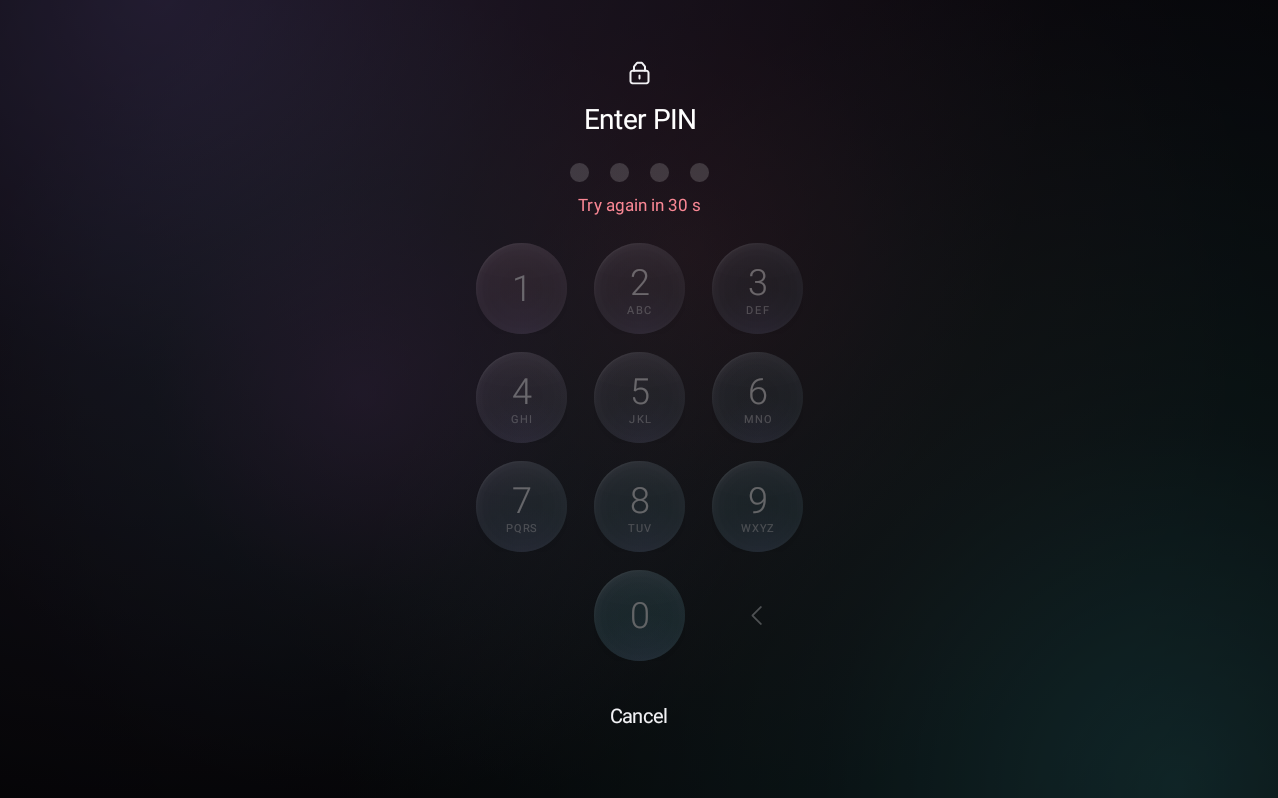 Enter PIN
Try again in 30 s
1
2
3
ABC
DEF
4
5
6
GHI
JKL
MNO
7
8
9
PQRS
TUV
WXYZ
0
Cancel